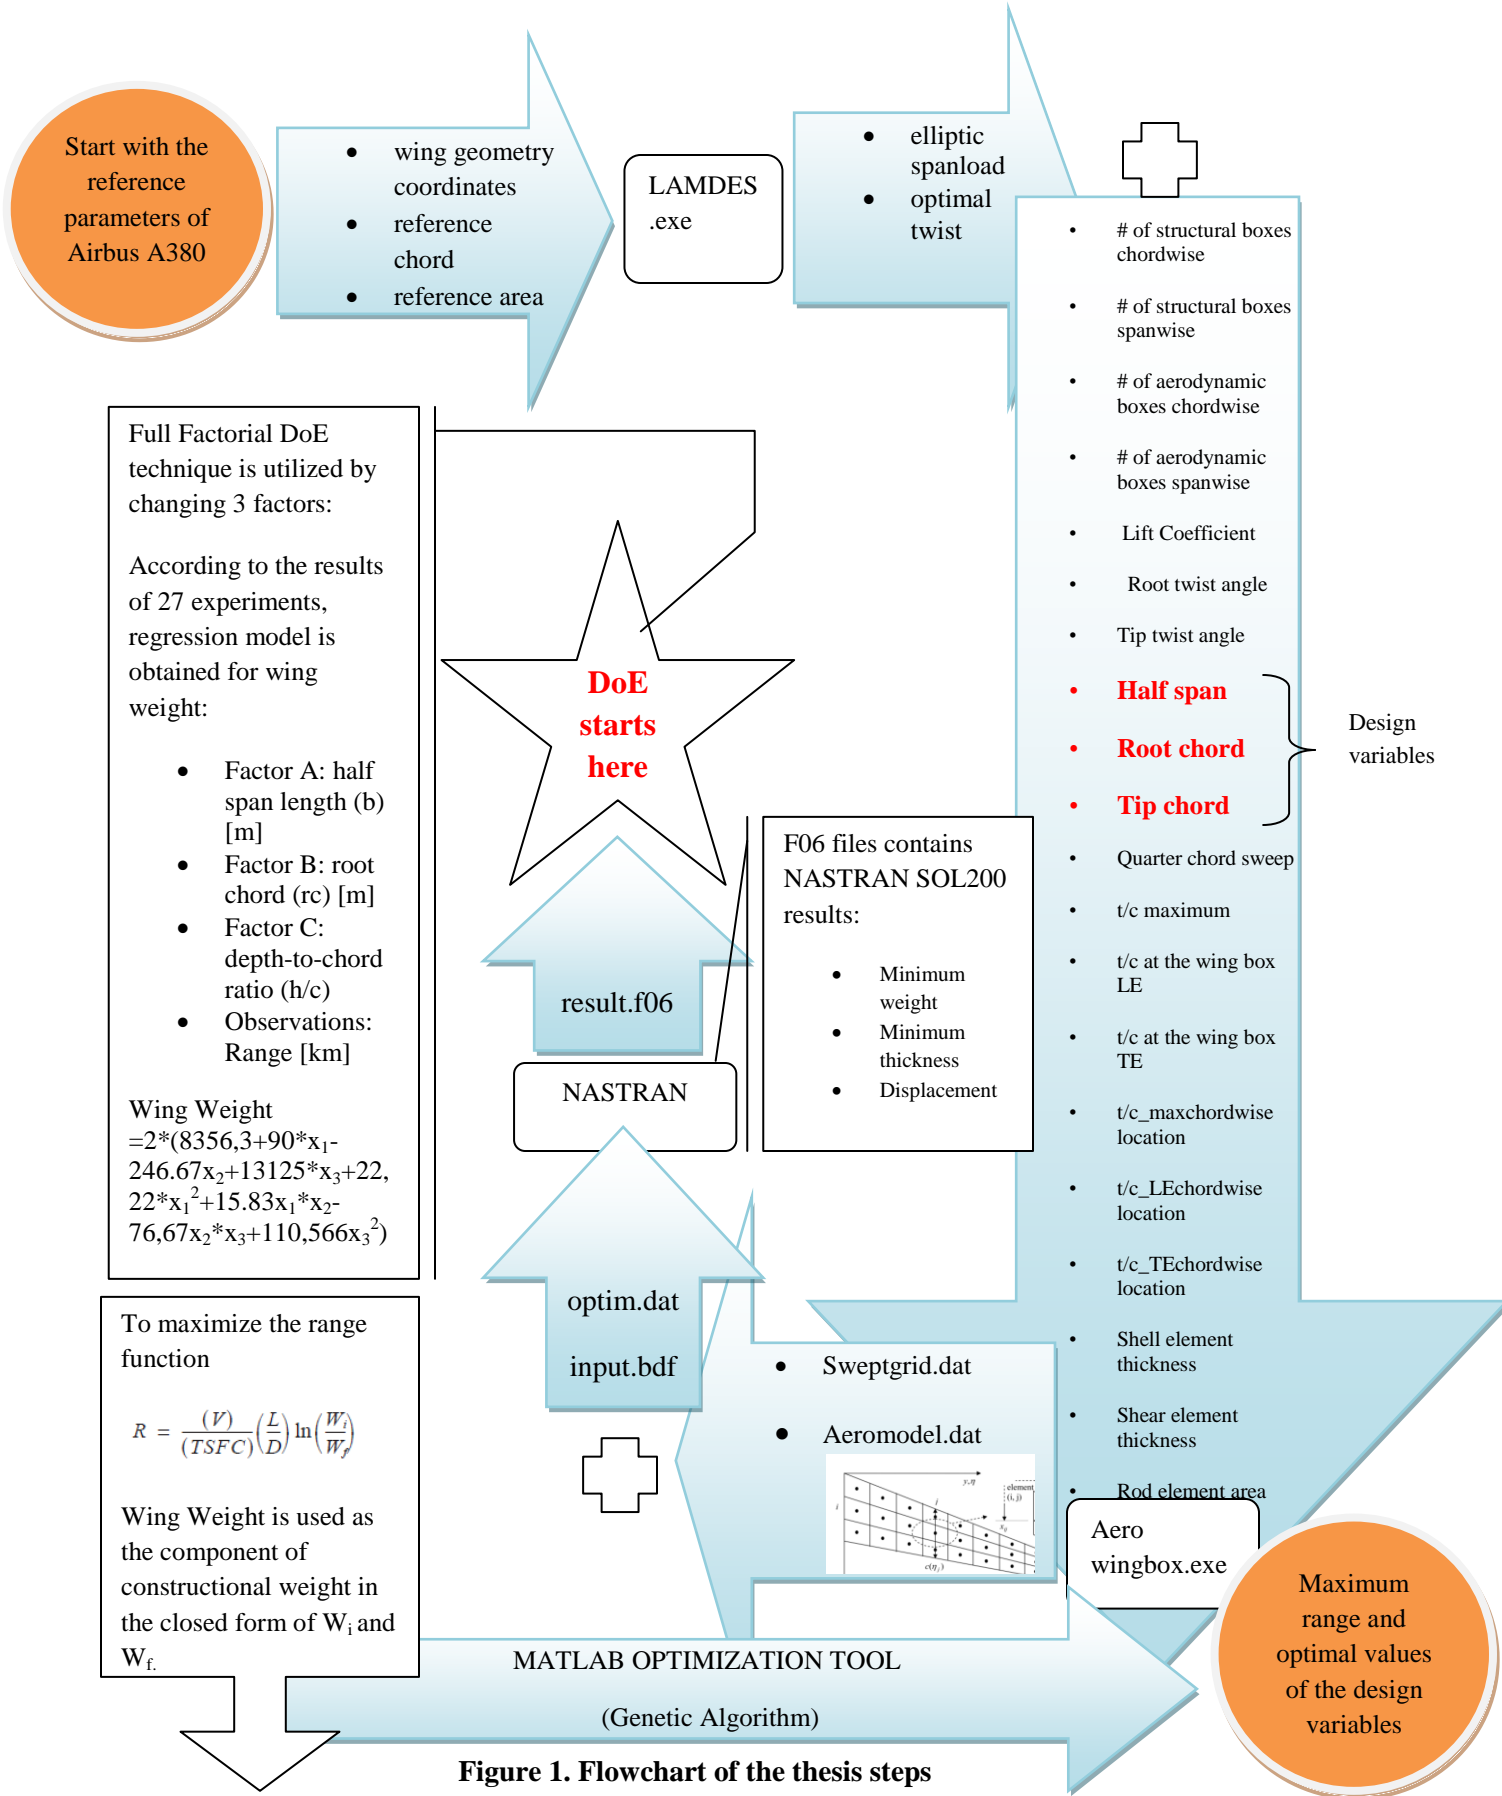 Start with the
reference
parameters of
Airbus A380
• wing geometry
coordinates
• reference
chord
• reference area
LAMDES
.exe
• elliptic
spanload
• optimal
twist
• # of structural boxes
chordwise
• # of structural boxes
spanwise
• # of aerodynamic
boxes chordwise
• # of aerodynamic
boxes spanwise
• Lift Coefficient
• Root twist angle
• Tip twist angle
• Half span
• Root chord
• Tip chord
Design
variables
• Quarter chord sweep
• t/c maximum
• t/c at the wing box
LE
• t/c at the wing box
TE
• t/c_maxchordwise
location
• t/c_LEchordwise
location
• t/c_TEchordwise
location
• Shell element
thickness
• Shear element
thickness
• Rod element area
Aero
wingbox.exe
• Sweptgrid.dat
• Aeromodel.dat
y,η
element
(i, j)
i
j
c(ηj)
optim.dat
input.bdf
NASTRAN
F06 files contains
NASTRAN SOL200
results:
• Minimum
weight
• Minimum
thickness
• Displacement
result.f06
DoE
starts
here
Full Factorial DoE
technique is utilized by
changing 3 factors:
According to the results
of 27 experiments,
regression model is
obtained for wing
weight:
• Factor A: half
span length (b)
[m]
• Factor B: root
chord (rc) [m]
• Factor C:
depth-to-chord
ratio (h/c)
• Observations:
Range [km]
Wing Weight
=2*(8356,3+90*x₁-
246.67x₂+13125*x₃+22,
22*x₁²+15.83x₁*x₂-
76,67x₂*x₃+110,566x₃²)
To maximize the range
function
R = (V)/(TSFC) (L/D) ln(Wi/Wf)
Wing Weight is used as
the component of
constructional weight in
the closed form of Wi and
Wf.
MATLAB OPTIMIZATION TOOL
(Genetic Algorithm)
Maximum
range and
optimal values
of the design
variables
Figure 1. Flowchart of the thesis steps